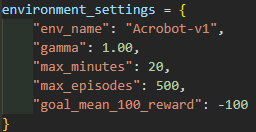 environment_settings = {
    "env_name": "Acrobot-v1",
    "gamma": 1.00,
    "max_minutes": 20,
    "max_episodes": 500,
    "goal_mean_100_reward": -100
}